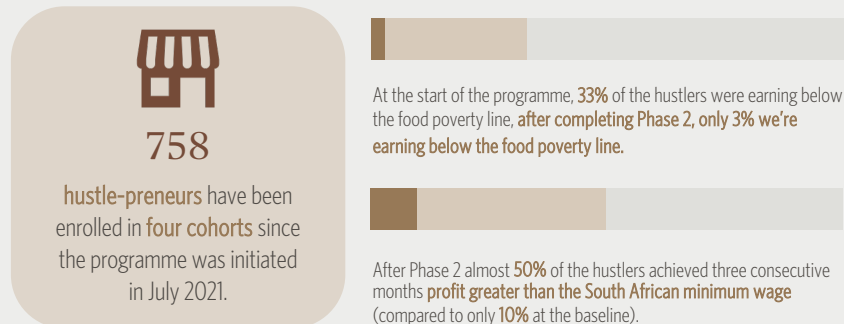 758
hustle-preneurs have been
enrolled in four cohorts since
the programme was initiated
in July 2021.
At the start of the programme, 33% of the hustlers were earning below
the food poverty line, after completing Phase 2, only 3% we're
earning below the food poverty line.
After Phase 2 almost 50% of the hustlers achieved three consecutive
months profit greater than the South African minimum wage
(compared to only 10% at the baseline).